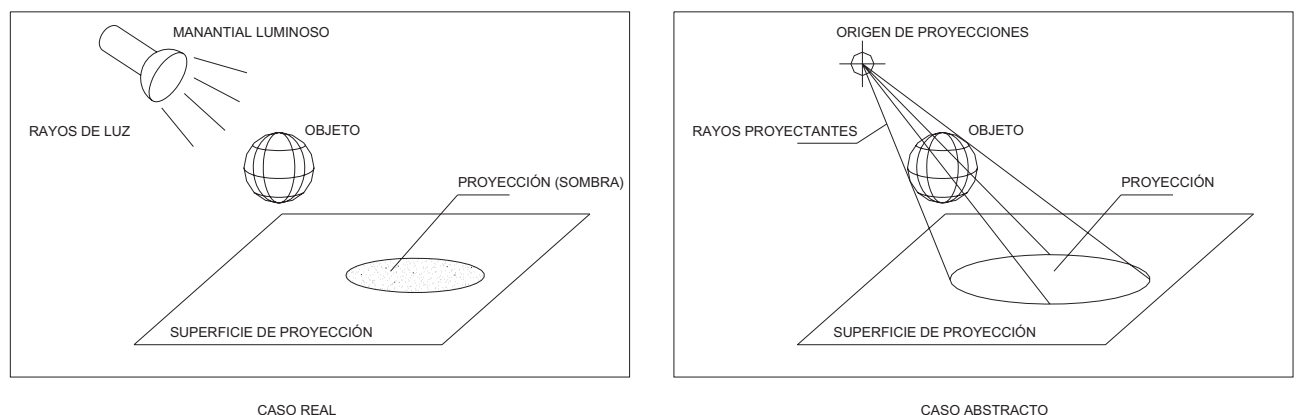 MANANTIAL LUMINOSO
RAYOS DE LUZ
OBJETO
PROYECCIÓN (SOMBRA)
SUPERFICIE DE PROYECCIÓN
CASO REAL
ORIGEN DE PROYECCIONES
RAYOS PROYECTANTES
OBJETO
PROYECCIÓN
SUPERFICIE DE PROYECCIÓN
CASO ABSTRACTO